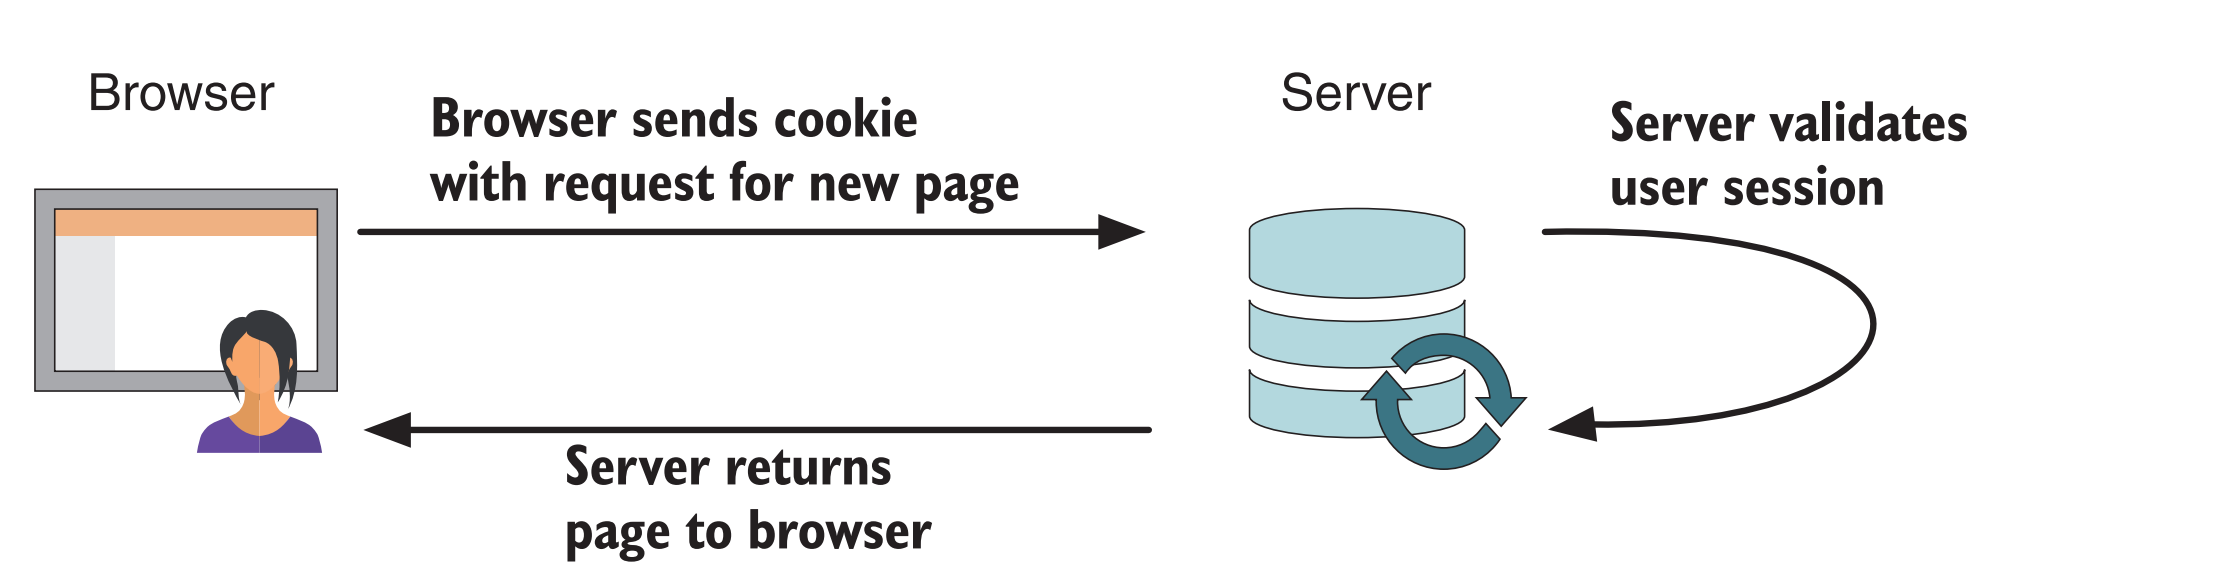 Browser
Browser sends cookie
with request for new page
Server
Server validates
user session
Server returns
page to browser